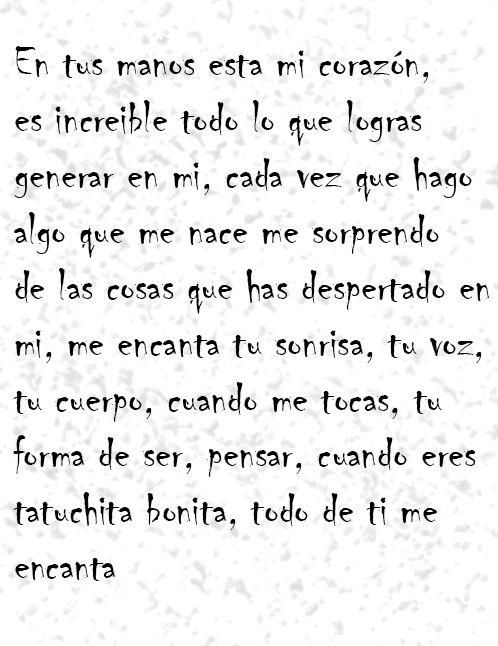 En tus manos esta mi corazón,
es increible todo lo que logras
generar en mi, cada vez que hago
algo que me nace me sorprendo
de las cosas que has despertado en
mi, me encanta tu sonrisa, tu voz,
tu cuerpo, cuando me tocas, tu
forma de ser, pensar, cuando eres
tatuchita bonita, todo de ti me
encanta